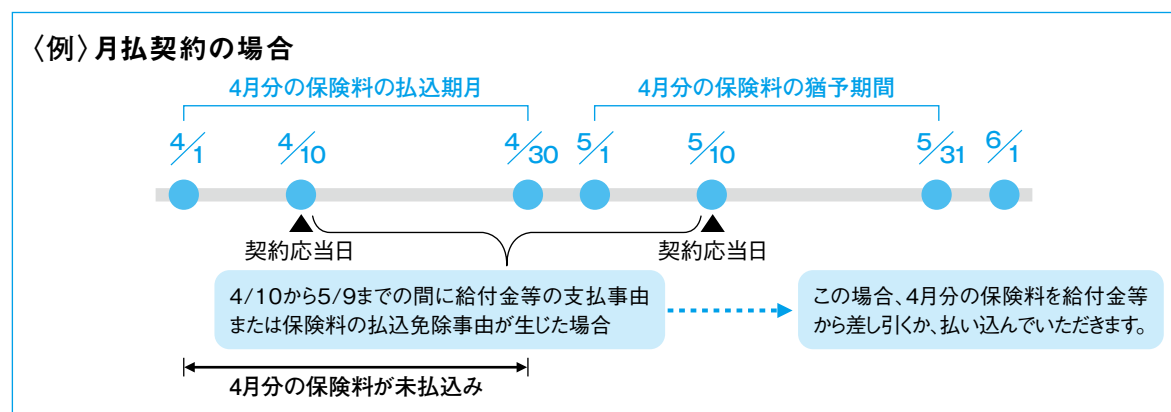 〈例〉月払契約の場合
4月分の保険料の払込期月
4月分の保険料の猶予期間
4/1
4/10
4/30
5/1
5/10
5/31
6/1
契約応当日
契約応当日
4/10から5/9までの間に給付金等の支払事由
または保険料の払込免除事由が生じた場合
この場合、4月分の保険料を給付金等
から差し引くか、払い込んでいただきます。
4月分の保険料が未払込み